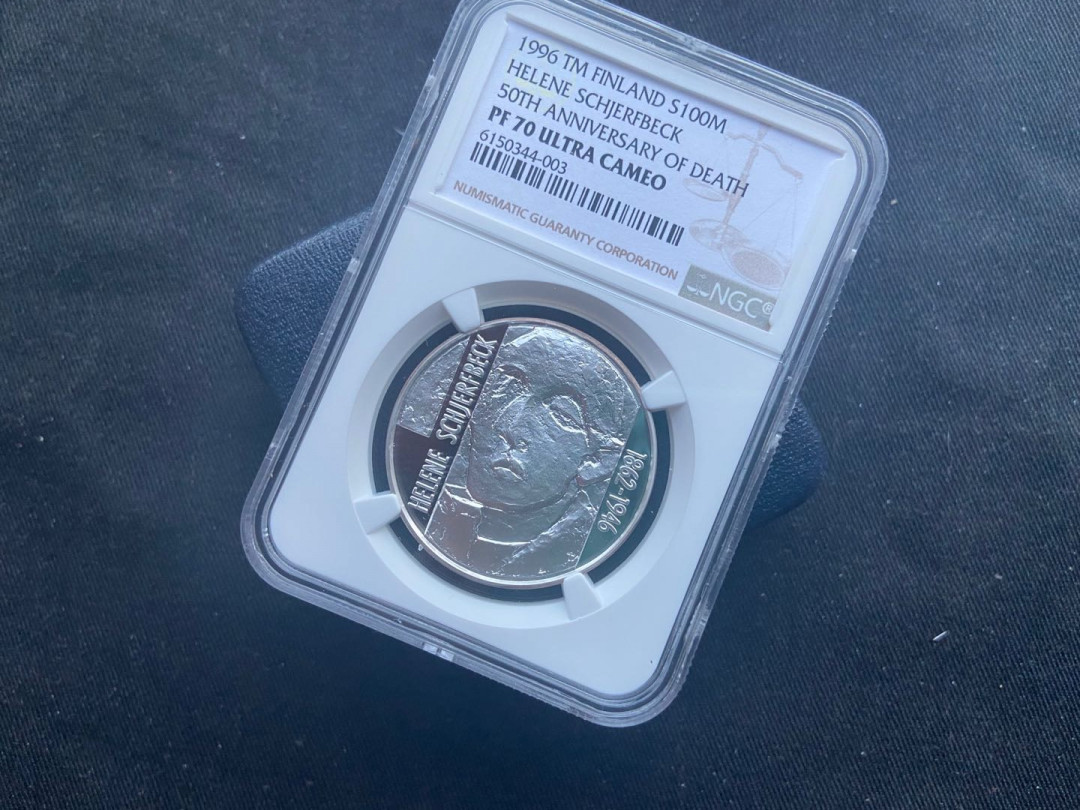 1996 TM FINLAND S100M
HELENE SCHJERFBECK
50TH ANNIVERSARY OF DEATH
PF 70 ULTRA CAMEO
6150344-003
NUMISMATIC GUARANTY CORPORATION
NGC®
HELENE SCHJERFBECK
1862-1946